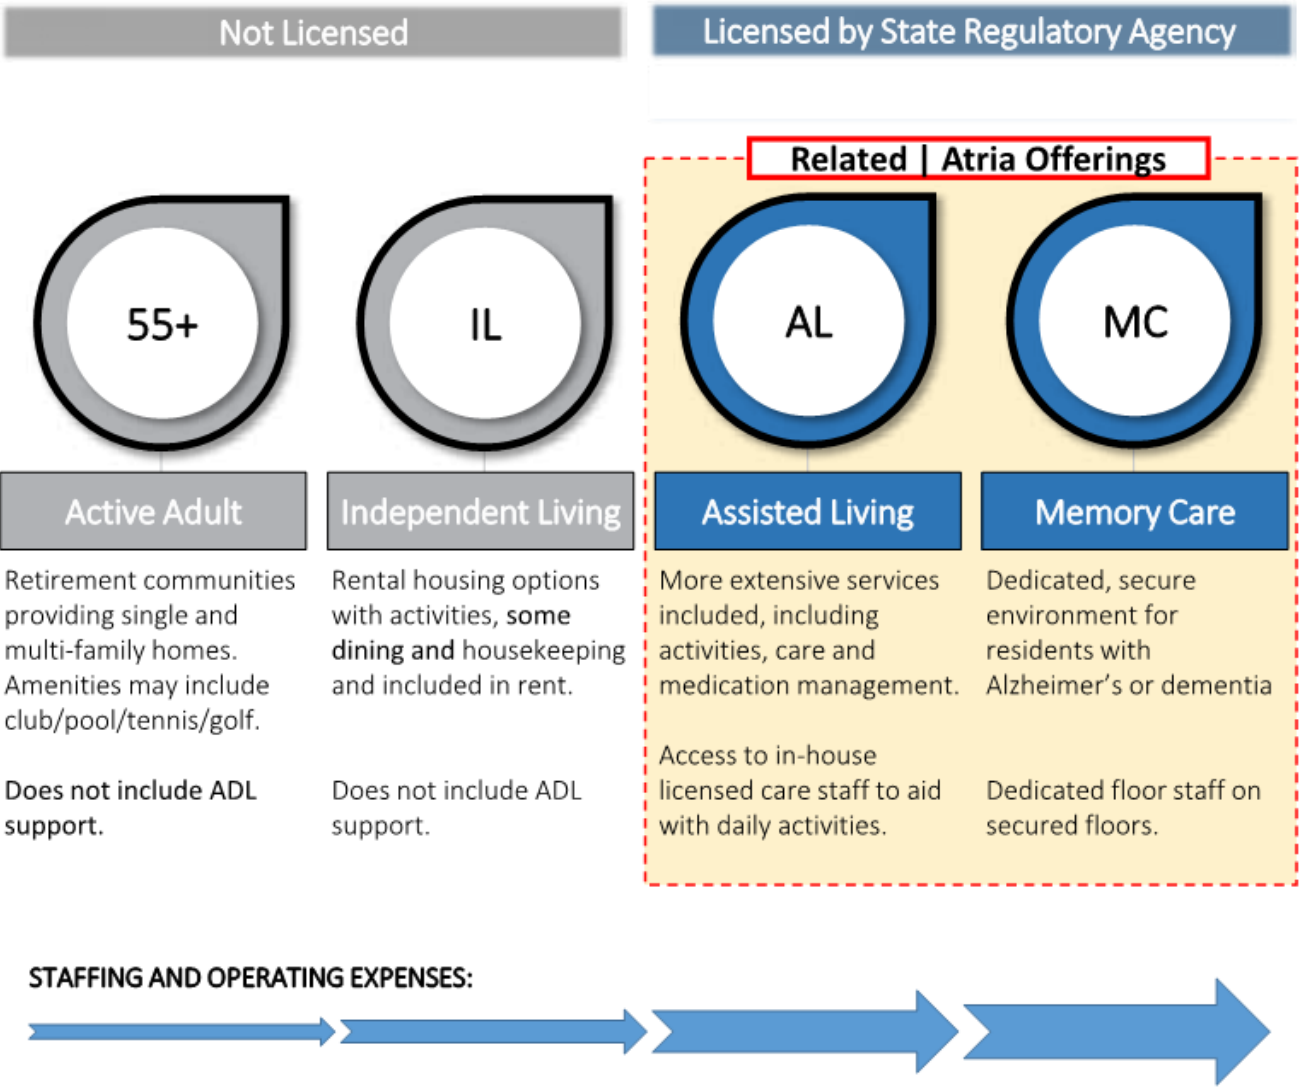 Not Licensed
Licensed by State Regulatory Agency
Related | Atria Offerings
55+
IL
AL
MC
Active Adult
Independent Living
Assisted Living
Memory Care
Retirement communities
providing single and
multi-family homes.
Amenities may include
club/pool/tennis/golf.
Does not include ADL
support.
Rental housing options
with activities, some
dining and housekeeping
and included in rent.
Does not include ADL
support.
More extensive services
included, including
activities, care and
medication management.
Access to in-house
licensed care staff to aid
with daily activities.
Dedicated, secure
environment for
residents with
Alzheimer’s or dementia
Dedicated floor staff on
secured floors.
STAFFING AND OPERATING EXPENSES: